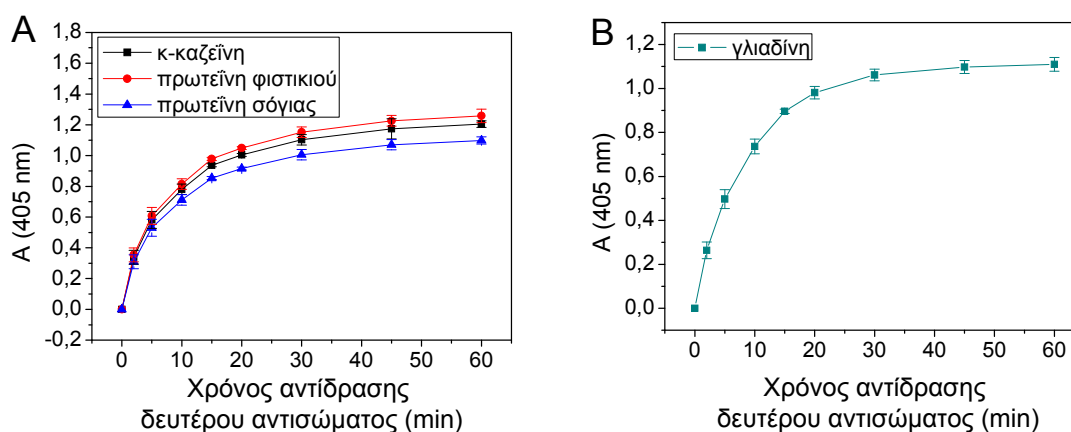 A
A (405 nm)
1,8
1,6
1,4
1,2
1,0
0,8
0,6
0,4
0,2
0,0
-0,2
κ-καζεΐνη
πρωτεΐνη φιστικιού
πρωτεΐνη σόγιας
0 10 20 30 40 50 60
Χρόνος αντίδρασης
δευτέρου αντισώματος (min)
B
A (405 nm)
1,2
1,0
0,8
0,6
0,4
0,2
0,0
γλιαδίνη
0 10 20 30 40 50 60
Χρόνος αντίδρασης
δευτέρου αντισώματος (min)